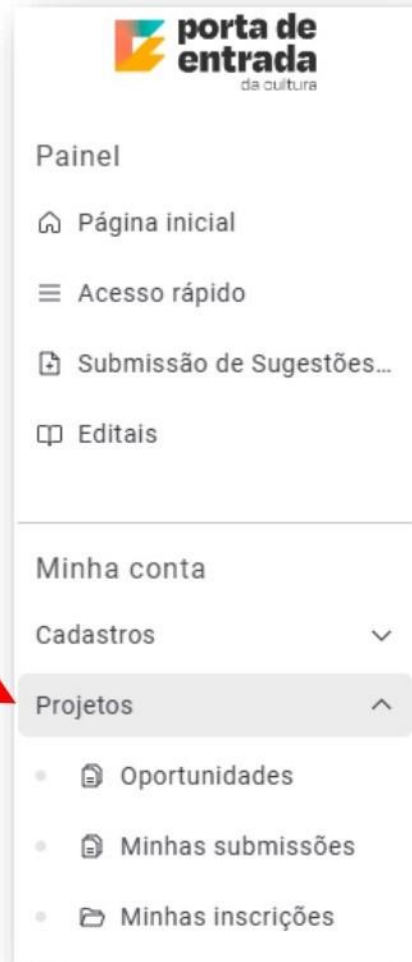 porta de
entrada
da cultura
Painel
Página inicial
Acesso rápido
Submissão de Sugestões...
Editais
Minha conta
Cadastros
Projetos
Oportunidades
Minhas submissões
Minhas inscrições